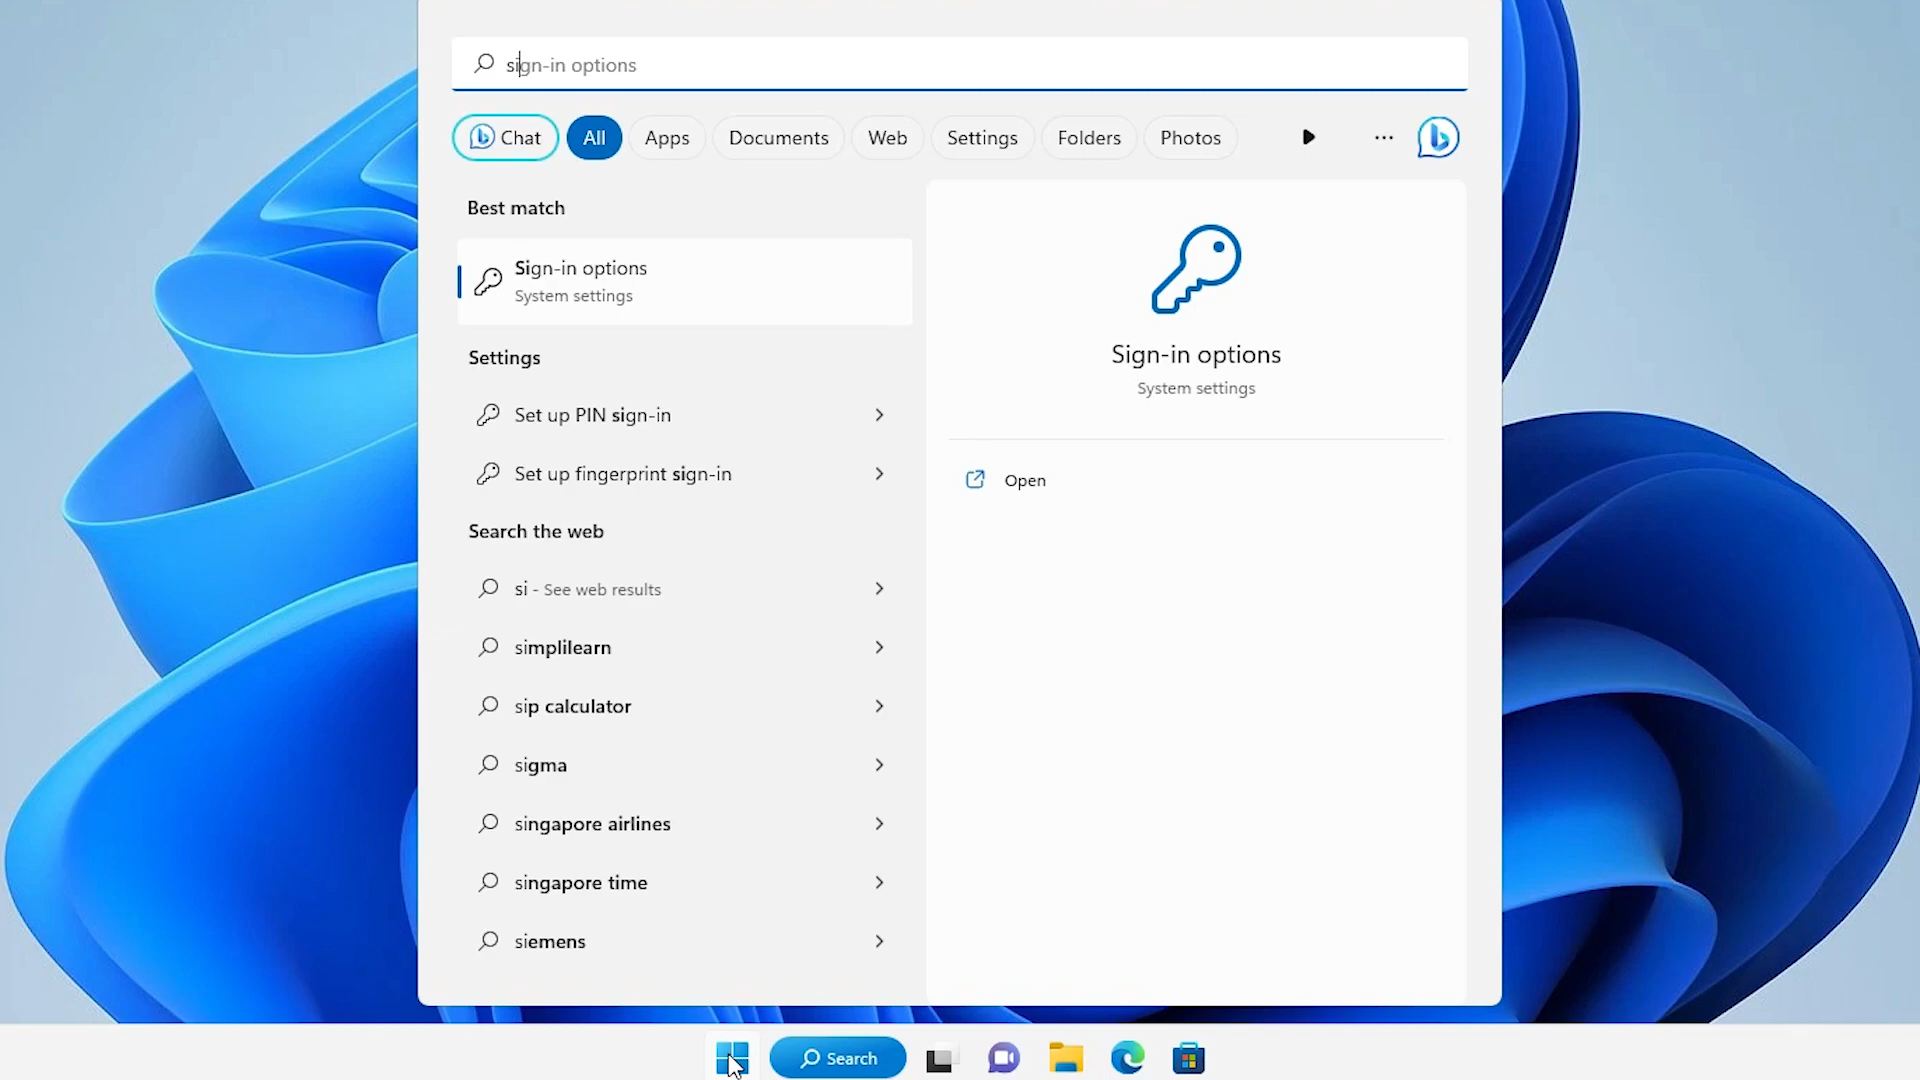 sign-in options
Chat
All
Apps
Documents
Web
Settings
Folders
Photos
Best match
Sign-in options
System settings
Settings
Set up PIN sign-in
Set up fingerprint sign-in
Search the web
si - See web results
simplilearn
sip calculator
sigma
singapore airlines
singapore time
siemens
Sign-in options
System settings
Open
Search